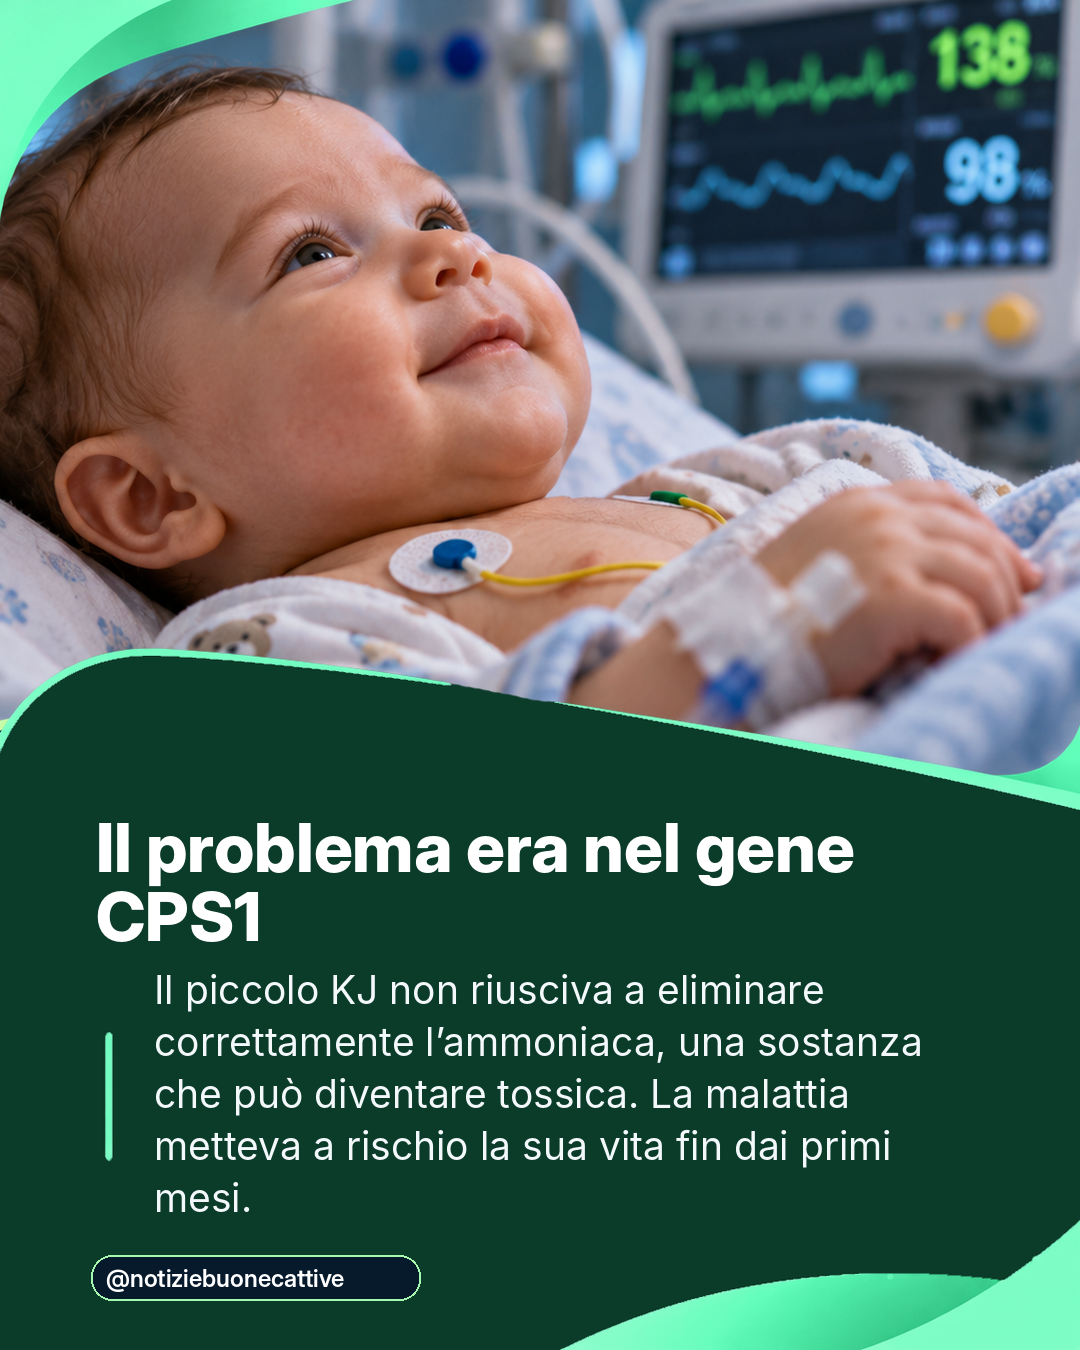 138
98
Il problema era nel gene
CPS1
Il piccolo KJ non riusciva a eliminare
correttamente l’ammoniaca, una sostanza
che può diventare tossica. La malattia
metteva a rischio la sua vita fin dai primi
mesi.
@notiziebuonecattive